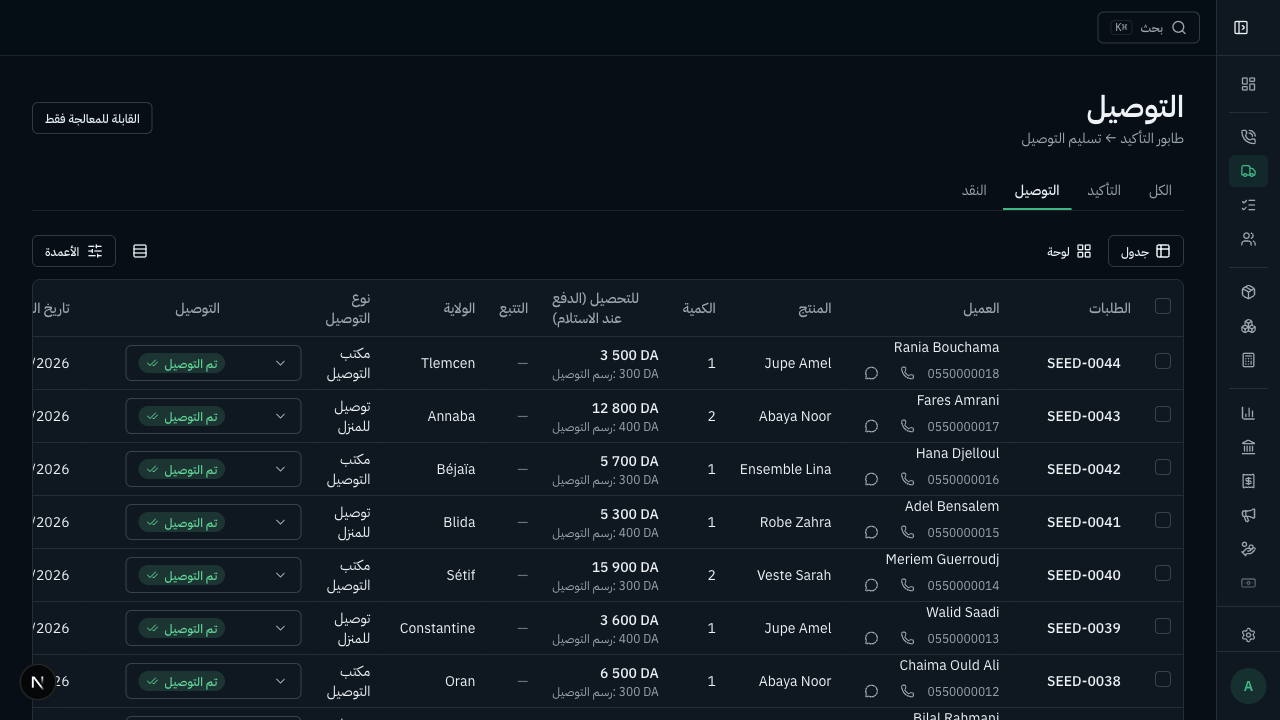 بحث
K⌘
التوصيل
طابور التأكيد ← تسليم التوصيل
القابلة للمعالجة فقط
الكل
التأكيد
التوصيل
النقد
جدول
لوحة
الأعمدة
الطلبات
العميل
المنتج
الكمية
للتحصيل (الدفع
عند الاستلام)
التتبع
الولاية
نوع
التوصيل
التوصيل
تاريخ ال
SEED-0044
Rania Bouchama
0550000018
Jupe Amel
1
3 500 DA
رسم التوصيل: 300 DA
—
Tlemcen
مكتب
التوصيل
تم التوصيل
/2026
SEED-0043
Fares Amrani
0550000017
Abaya Noor
2
12 800 DA
رسم التوصيل: 400 DA
—
Annaba
توصيل
للمنزل
تم التوصيل
/2026
SEED-0042
Hana Djelloul
0550000016
Ensemble Lina
1
5 700 DA
رسم التوصيل: 300 DA
—
Béjaïa
مكتب
التوصيل
تم التوصيل
/2026
SEED-0041
Adel Bensalem
0550000015
Robe Zahra
1
5 300 DA
رسم التوصيل: 400 DA
—
Blida
توصيل
للمنزل
تم التوصيل
/2026
SEED-0040
Meriem Guerroudj
0550000014
Veste Sarah
2
15 900 DA
رسم التوصيل: 300 DA
—
Sétif
مكتب
التوصيل
تم التوصيل
/2026
SEED-0039
Walid Saadi
0550000013
Jupe Amel
1
3 600 DA
رسم التوصيل: 400 DA
—
Constantine
توصيل
للمنزل
تم التوصيل
/2026
SEED-0038
Chaima Ould Ali
0550000012
Abaya Noor
1
6 500 DA
رسم التوصيل: 300 DA
—
Oran
مكتب
التوصيل
تم التوصيل
26
Bilal Rahmani
N
A